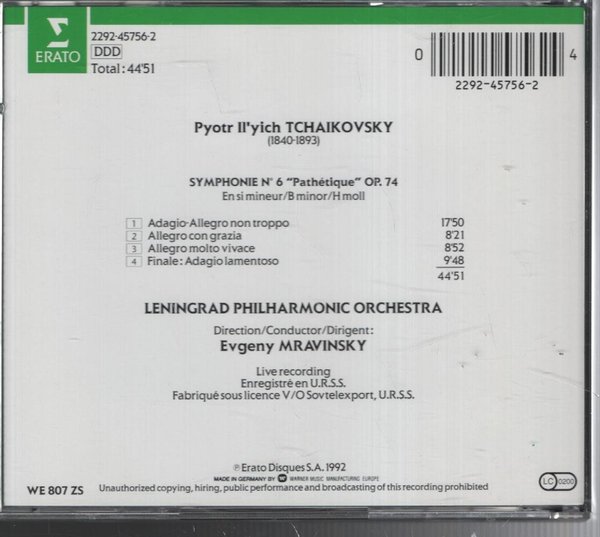 ERATO
2292-45756-2
DDD
Total : 44'51
0
4
2292-45756-2
Pyotr Il'yich TCHAIKOVSKY
(1840-1893)
SYMPHONIE N° 6 "Pathétique" OP. 74
En si mineur/B minor/H moll
1 Adagio-Allegro non troppo 17'50
2 Allegro con grazia 8'21
3 Allegro molto vivace 8'52
4 Finale : Adagio lamentoso 9'48
44'51
LENINGRAD PHILHARMONIC ORCHESTRA
Direction/Conductor/Dirigent :
Evgeny MRAVINSKY
Live recording
Enregistré en U.R.S.S.
Fabriqué sous licence V/O Sovtelexport, U.R.S.S.
℗ Erato Disques S.A. 1992
MADE IN GERMANY BY WARNER MUSIC MANUFACTURING EUROPE
WE 807 ZS
Unauthorized copying, hiring, public performance and broadcasting of this recording prohibited
LC 0200